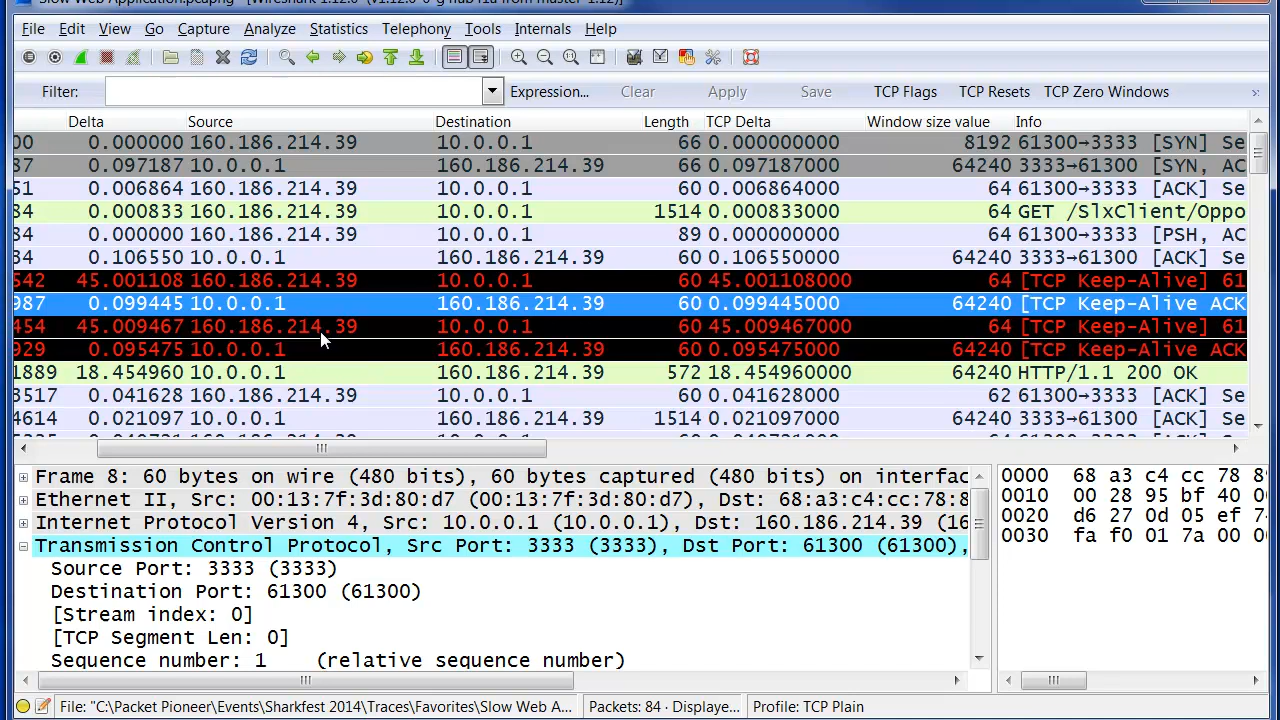 Slow Web Application.pcapng
File Edit View Go Capture Analyze Statistics Telephony Tools Internals Help
Filter: Expression... Clear Apply Save TCP Flags TCP Resets TCP Zero Windows »
Delta Source Destination Length TCP Delta Window size value Info
00 0.000000 160.186.214.39 10.0.0.1 66 0.000000000 8192 61300→3333 [SYN] Se
87 0.097187 10.0.0.1 160.186.214.39 66 0.097187000 64240 3333→61300 [SYN, AC
51 0.006864 160.186.214.39 10.0.0.1 60 0.006864000 64 61300→3333 [ACK] Se
84 0.000833 160.186.214.39 10.0.0.1 1514 0.000833000 64 GET /SlxClient/Oppo
84 0.000000 160.186.214.39 10.0.0.1 89 0.000000000 64 61300→3333 [PSH, AC
34 0.106550 10.0.0.1 160.186.214.39 60 0.106550000 64240 3333→61300 [ACK] Se
542 45.001108 160.186.214.39 10.0.0.1 60 45.001108000 64 [TCP Keep-Alive] 61
987 0.099445 10.0.0.1 160.186.214.39 60 0.099445000 64240 [TCP Keep-Alive ACK
454 45.009467 160.186.214.39 10.0.0.1 60 45.009467000 64 [TCP Keep-Alive] 61
929 0.095475 10.0.0.1 160.186.214.39 60 0.095475000 64240 [TCP Keep-Alive ACK
1889 18.454960 10.0.0.1 160.186.214.39 572 18.454960000 64240 HTTP/1.1 200 OK
3517 0.041628 160.186.214.39 10.0.0.1 60 0.041628000 62 61300→3333 [ACK] Se
4614 0.021097 10.0.0.1 160.186.214.39 1514 0.021097000 64240 3333→61300 [ACK] Se
Frame 8: 60 bytes on wire (480 bits), 60 bytes captured (480 bits) on interfac
Ethernet II, Src: 00:13:7f:3d:80:d7 (00:13:7f:3d:80:d7), Dst: 68:a3:c4:cc:78:8
Internet Protocol Version 4, Src: 10.0.0.1 (10.0.0.1), Dst: 160.186.214.39 (16
Transmission Control Protocol, Src Port: 3333 (3333), Dst Port: 61300 (61300),
Source Port: 3333 (3333)
Destination Port: 61300 (61300)
[Stream index: 0]
[TCP Segment Len: 0]
Sequence number: 1 (relative sequence number)
0000 68 a3 c4 cc 78 8
0010 00 28 95 bf 40 0
0020 d6 27 0d 05 ef 7
0030 fa f0 01 7a 00 0
File: "C:\Packet Pioneer\Events\Sharkfest 2014\Traces\Favorites\Slow Web A... Packets: 84 · Displaye... Profile: TCP Plain